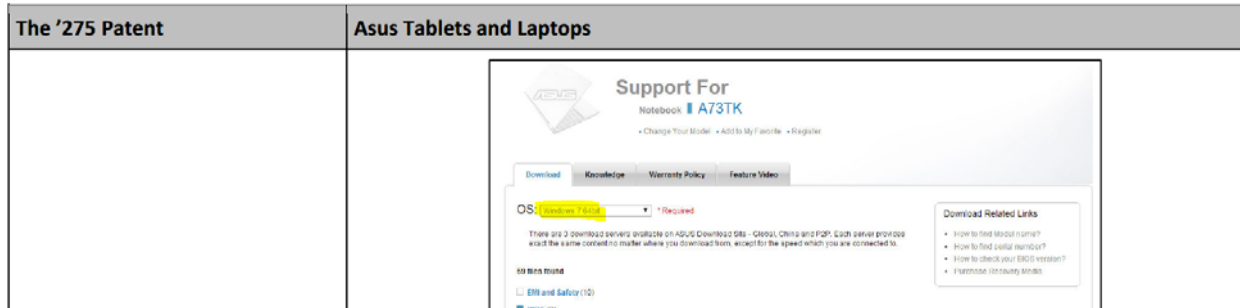 The ’275 Patent
Asus Tablets and Laptops
ASUS
Support For
Notebook A73TK
Change Your Model Add to My Favorite Register
Download Knowledge Warranty Policy Feature Video
OS: Windows 7 64bit * Required
There are 3 download servers available on ASUS Download Site - Global, China and P2P. Each server provides
exact the same content no matter where you download from, except for the speed which you are connected to.
Download Related Links
How to find Model name?
How to find serial number?
How to check your BIOS version?
Purchase Recovery Media
69 files found
EMI and Safety (10)